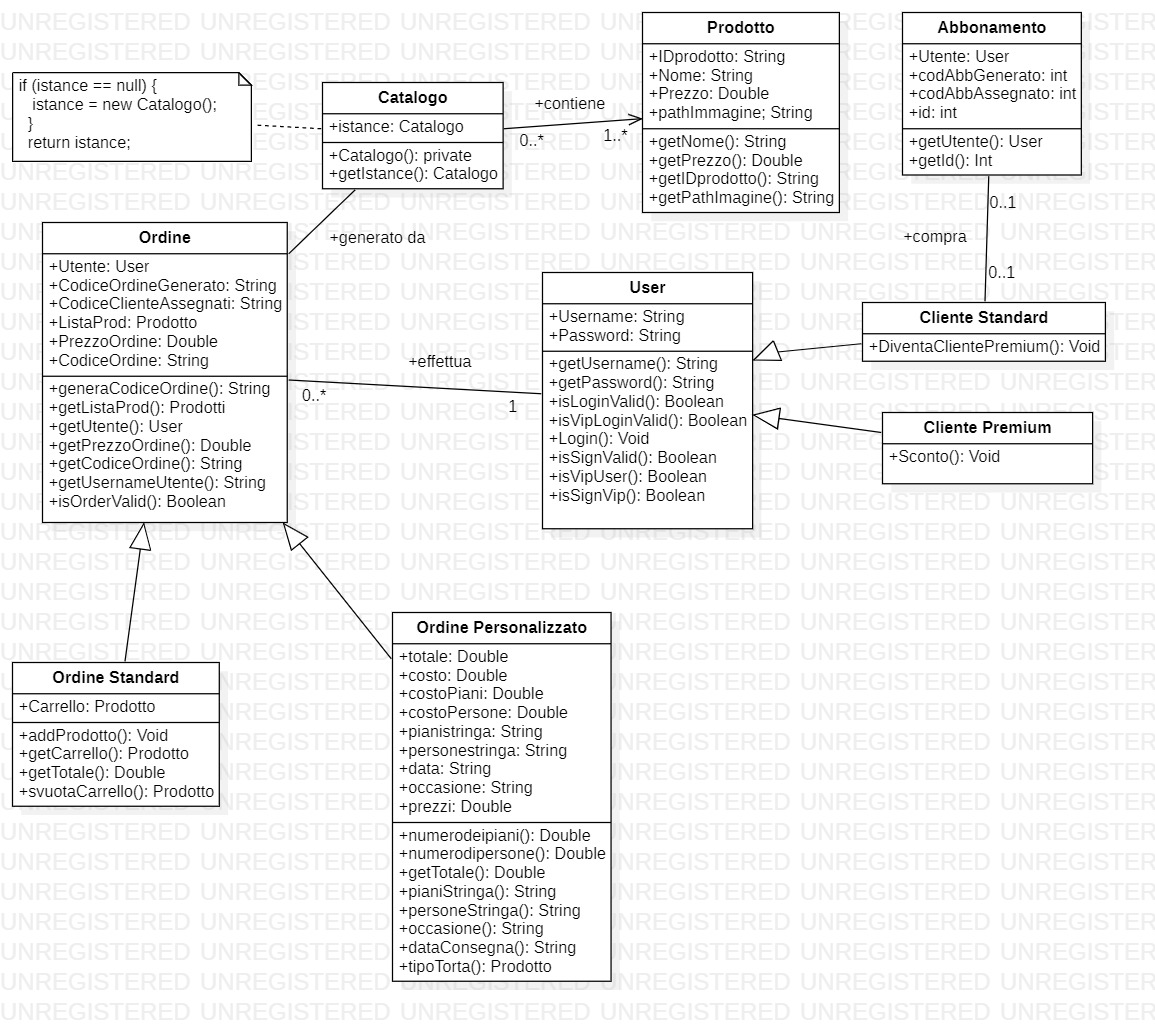 if (istance == null) {
istance = new Catalogo();
}
return istance;
Catalogo
+istance: Catalogo
+Catalogo(): private
+getIstance(): Catalogo
+contiene
0..*
1..*
Prodotto
+IDprodotto: String
+Nome: String
+Prezzo: Double
+pathImmagine; String
+getNome(): String
+getPrezzo(): Double
+getIDprodotto(): String
+getPathImagine(): String
Abbonamento
+Utente: User
+codAbbGenerato: int
+codAbbAssegnato: int
+id: int
+getUtente(): User
+getId(): Int
0..1
+compra
0..1
+generato da
Ordine
+Utente: User
+CodiceOrdineGenerato: String
+CodiceClienteAssegnati: String
+ListaProd: Prodotto
+PrezzoOrdine: Double
+CodiceOrdine: String
+generaCodiceOrdine(): String
+getListaProd(): Prodotti
+getUtente(): User
+getPrezzoOrdine(): Double
+getCodiceOrdine(): String
+getUsernameUtente(): String
+isOrderValid(): Boolean
+effettua
0..*
1
User
+Username: String
+Password: String
+getUsername(): String
+getPassword(): String
+isLoginValid(): Boolean
+isVipLoginValid(): Boolean
+Login(): Void
+isSignValid(): Boolean
+isVipUser(): Boolean
+isSignVip(): Boolean
Cliente Standard
+DiventaClientePremium(): Void
Cliente Premium
+Sconto(): Void
Ordine Standard
+Carrello: Prodotto
+addProdotto(): Void
+getCarrello(): Prodotto
+getTotale(): Double
+svuotaCarrello(): Prodotto
Ordine Personalizzato
+totale: Double
+costo: Double
+costoPiani: Double
+costoPersone: Double
+pianistringa: String
+personestringa: String
+data: String
+occasione: String
+prezzi: Double
+numerodeipiani(): Double
+numerodipersone(): Double
+getTotale(): Double
+pianiStringa(): String
+personeStringa(): String
+occasione(): String
+dataConsegna(): String
+tipoTorta(): Prodotto
UNREGISTERED